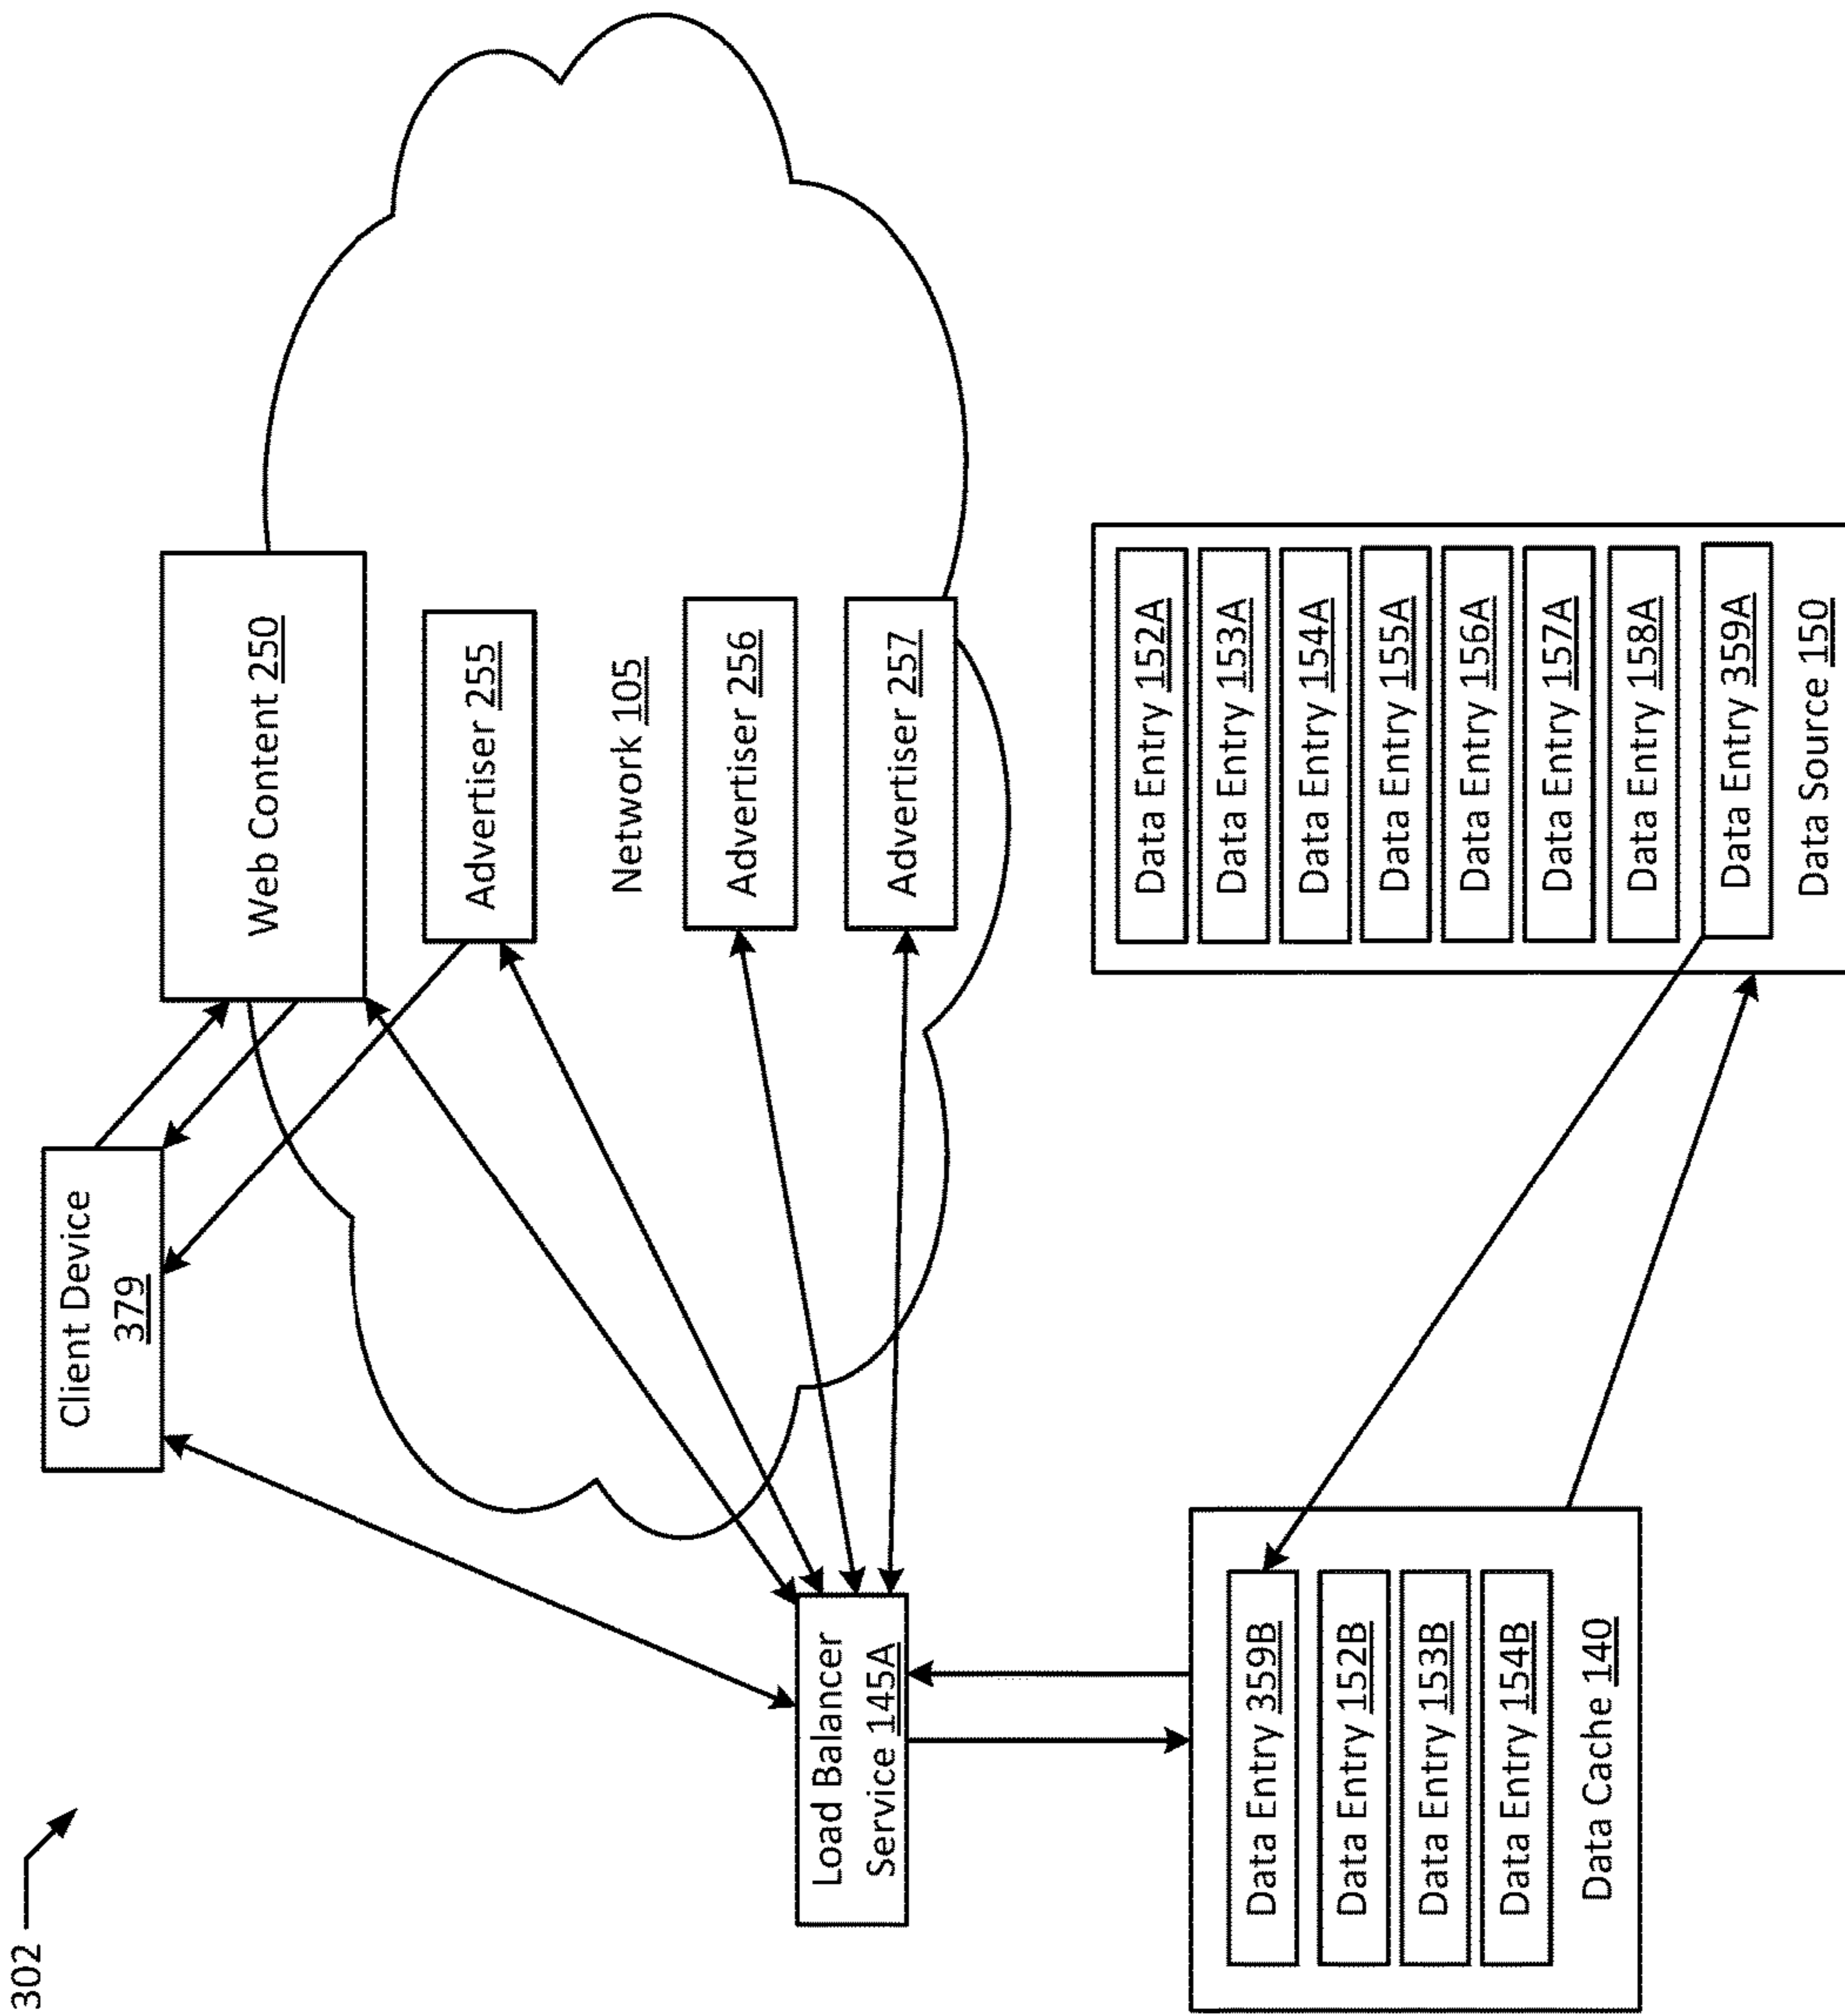 302
Client Device
379
Web Content 250
Advertiser 255
Network 105
Advertiser 256
Advertiser 257
Load Balancer
Service 145A
Data Entry 359B
Data Entry 152B
Data Entry 153B
Data Entry 154B
Data Cache 140
Data Entry 152A
Data Entry 153A
Data Entry 154A
Data Entry 155A
Data Entry 156A
Data Entry 157A
Data Entry 158A
Data Entry 359A
Data Source 150